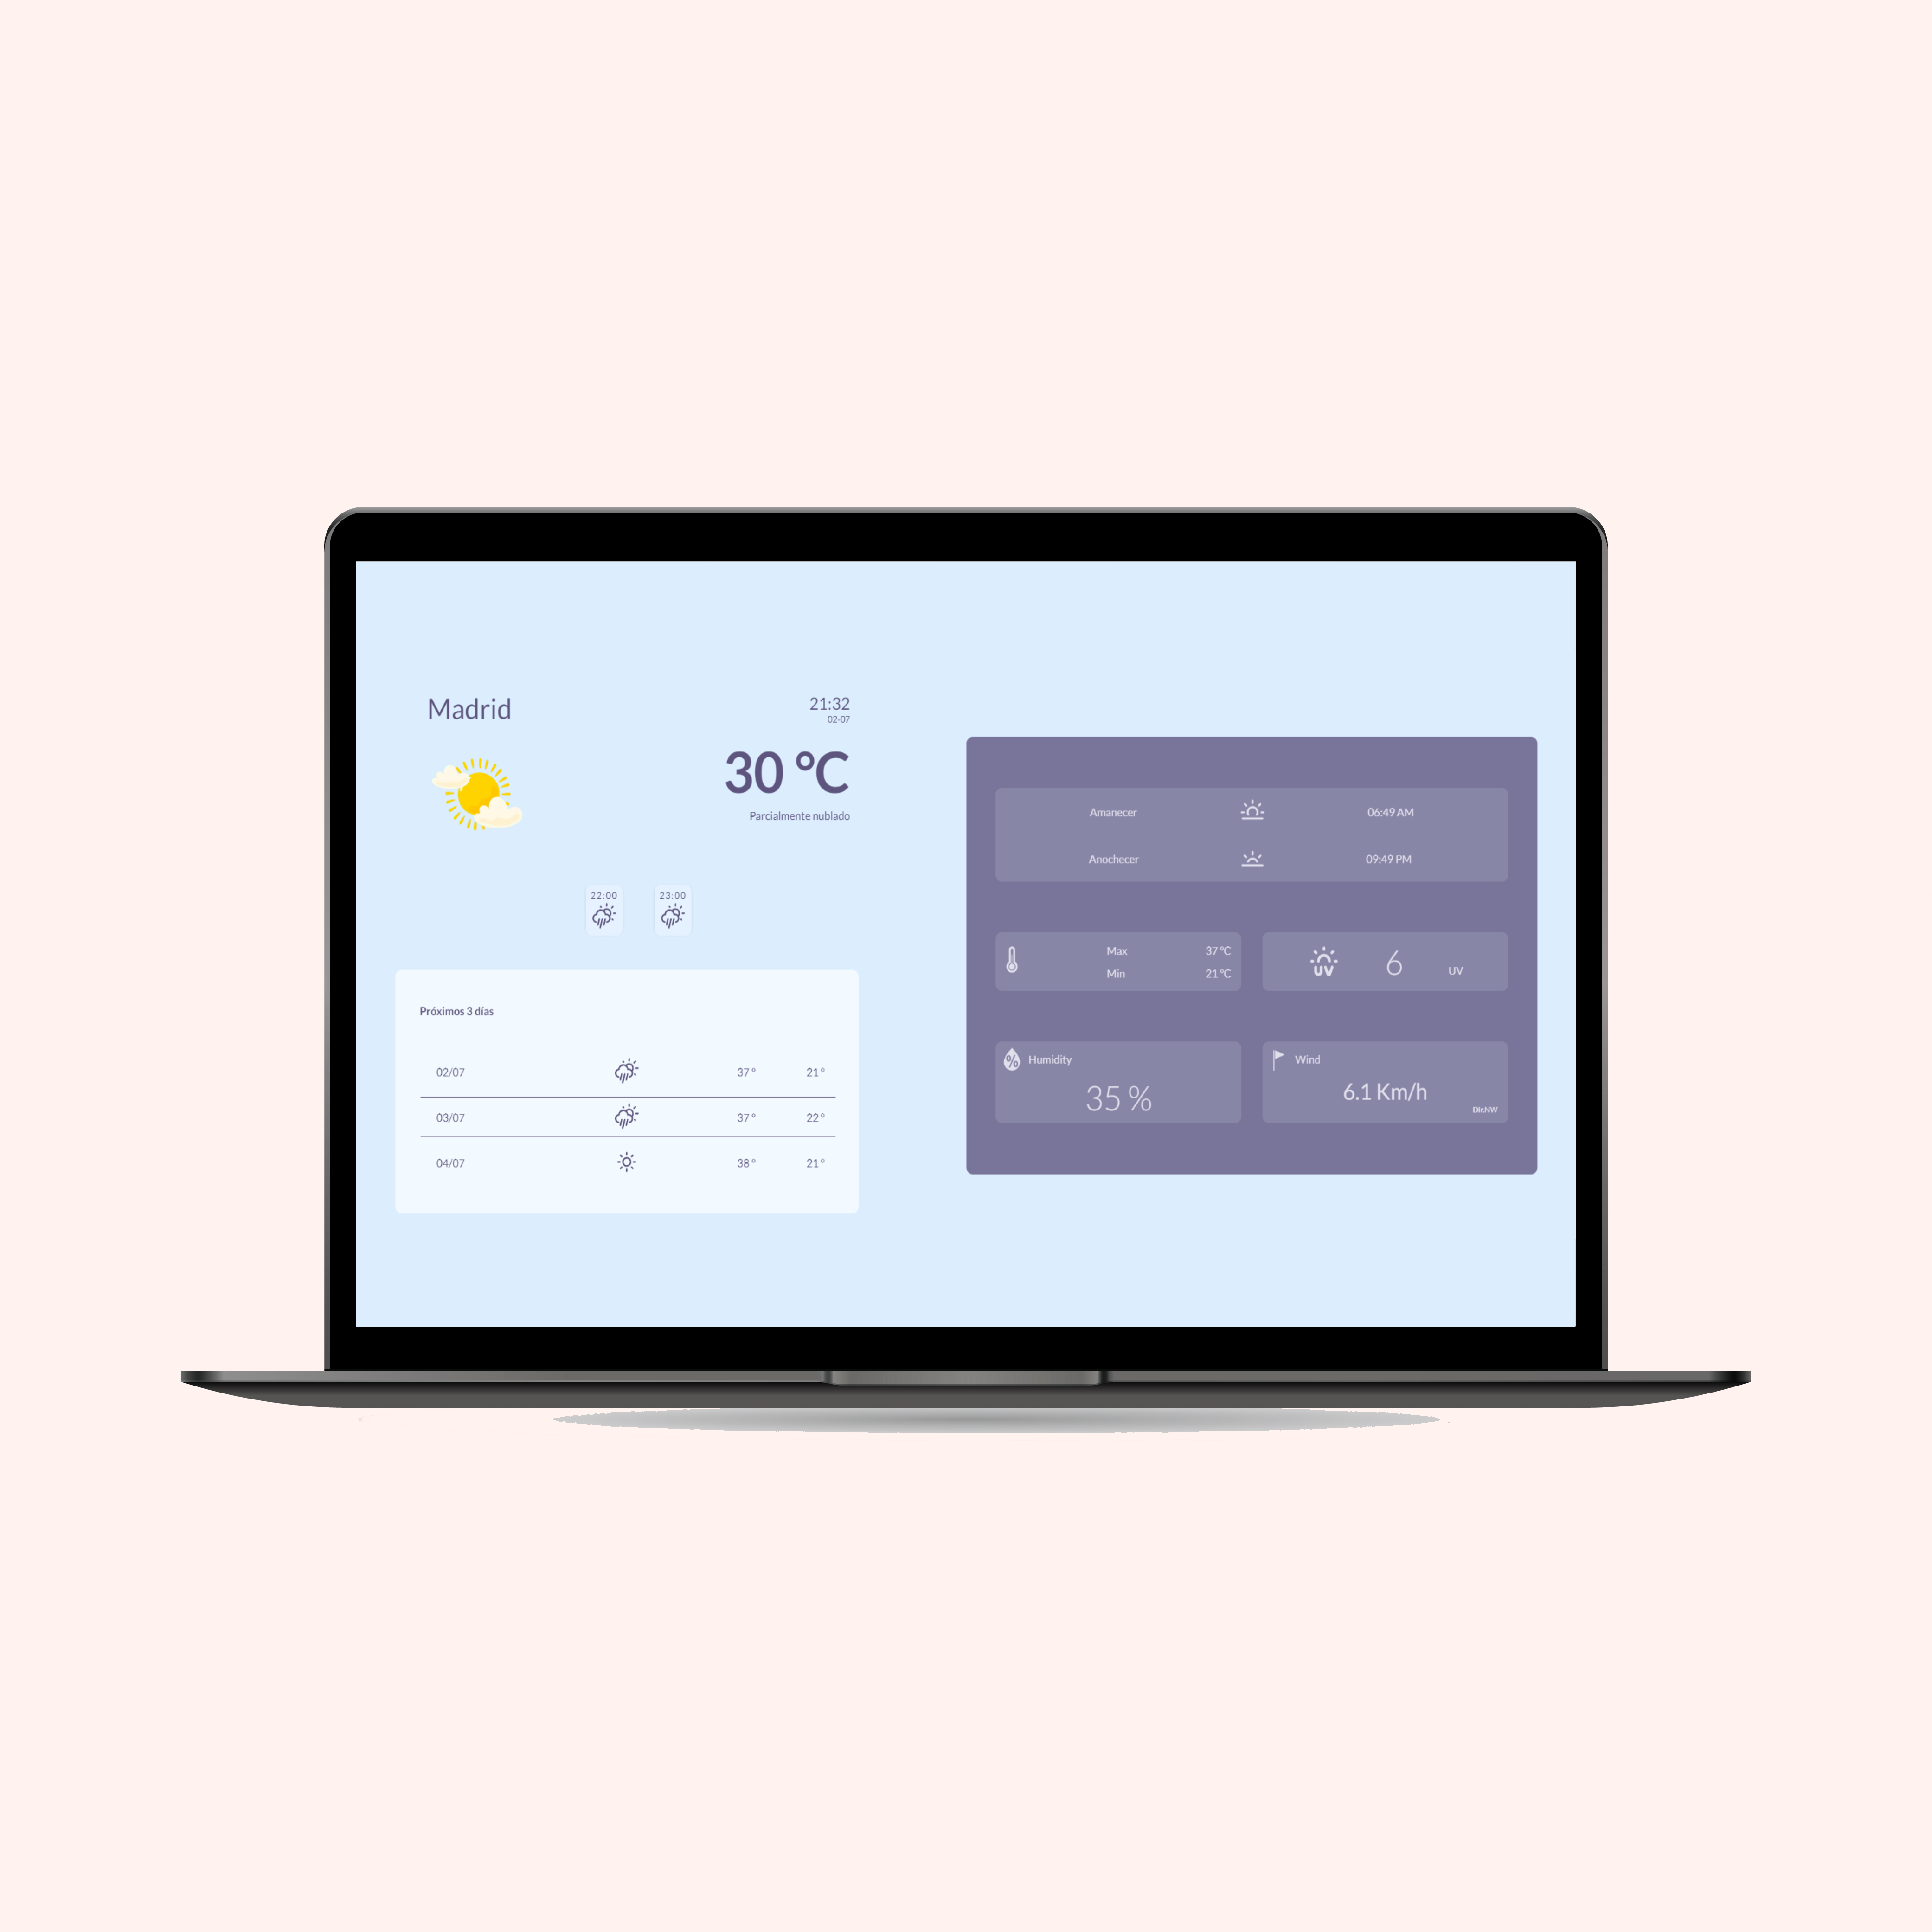 Madrid
21:32
02-07
30 °C
Parcialmente nublado
22:00 23:00
Próximos 3 días
02/07 37 º 21 º
03/07 37 º 22 º
04/07 38 º 21 º
Amanecer 06:49 AM
Anochecer 09:49 PM
Max 37 ºC
Min 21 ºC
UV 6 UV
% Humidity
35 %
Wind
6.1 Km/h
Dir.NW